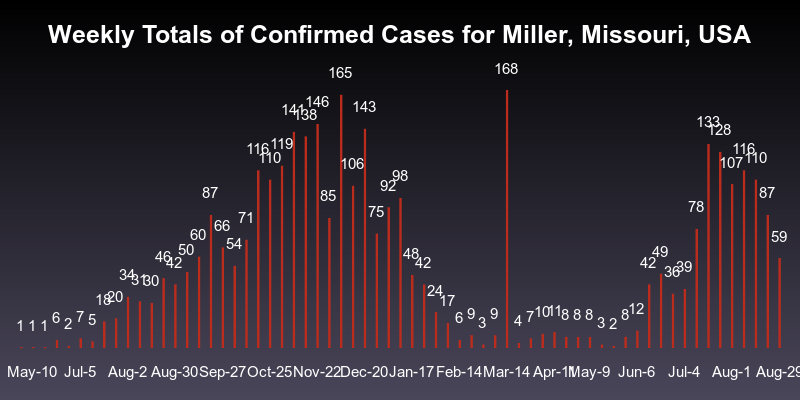 Weekly Totals of Confirmed Cases for Miller, Missouri, USA
1 1 1 6 2 7 5 18 20 34 31 30 46 42 50 60 87 66 54 71 116 110 119 141 138 146 85 165 106 143 75 92 98 48 42 24 17 6 9 3 9 168 4 7 10 11 8 8 8 3 2 8 12 42 49 36 39 78 133 128 107 116 110 87 59
May-10 Jul-5 Aug-2 Aug-30 Sep-27 Oct-25 Nov-22 Dec-20 Jan-17 Feb-14 Mar-14 Apr-11 May-9 Jun-6 Jul-4 Aug-1 Aug-29